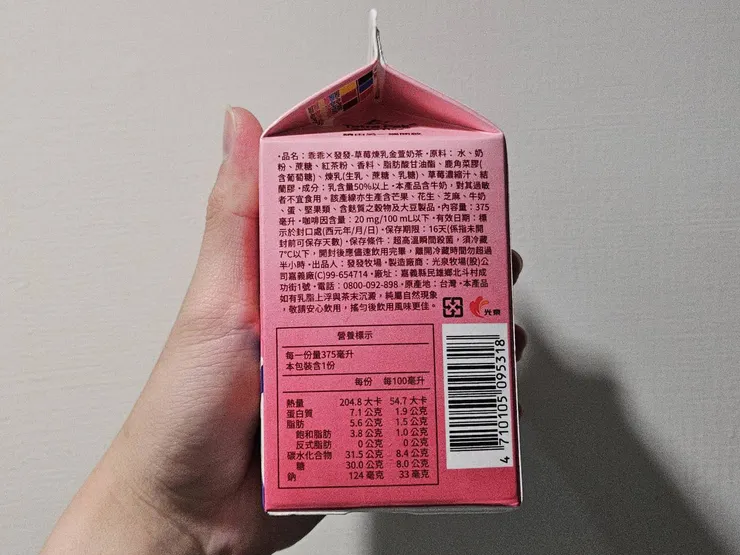 •品名：乖乖×發發-草莓煉乳金萱奶茶•原料：水、奶
粉、蔗糖、紅茶粉、香料、脂肪酸甘油酯、鹿角菜膠(
含葡萄糖)、煉乳(生乳、蔗糖、乳糖)、草莓濃縮汁、結
蘭膠•成分：乳含量50%以上•本產品含牛奶，對其過敏
者不宜食用。該產線亦生產含芒果、花生、芝麻、牛奶
、蛋、堅果類、含麩質之穀物及大豆製品•內容量：375
毫升•咖啡因含量：20 mg/100 mL以下•有效日期：標
示於封口處(西元年/月/日)•保存期限：16天(係指未開
封前可保存天數)•保存條件：超高溫瞬間殺菌，須冷藏
7°C以下，開封後應儘速飲用完畢，離開冷藏時間勿超過
半小時•出品人：發發牧場•製造廠商：光泉牧場(股)公
司嘉義廠(C)99-654714•廠址：嘉義縣民雄鄉北斗村成
功街1號•電話：0800-092-898•原產地：台灣•本產品
如有乳脂上浮與茶末沉澱，純屬自然現象
，敬請安心飲用，搖勻後飲用風味更佳。
光泉
營養標示
每一份量375毫升
本包裝含1份
每份 每100毫升
熱量 204.8 大卡 54.7 大卡
蛋白質 7.1 公克 1.9 公克
脂肪 5.6 公克 1.5 公克
飽和脂肪 3.8 公克 1.0 公克
反式脂肪 0 公克 0 公克
碳水化合物 31.5 公克 8.4 公克
糖 30.0 公克 8.0 公克
鈉 124 毫克 33 毫克
4 710105 095318